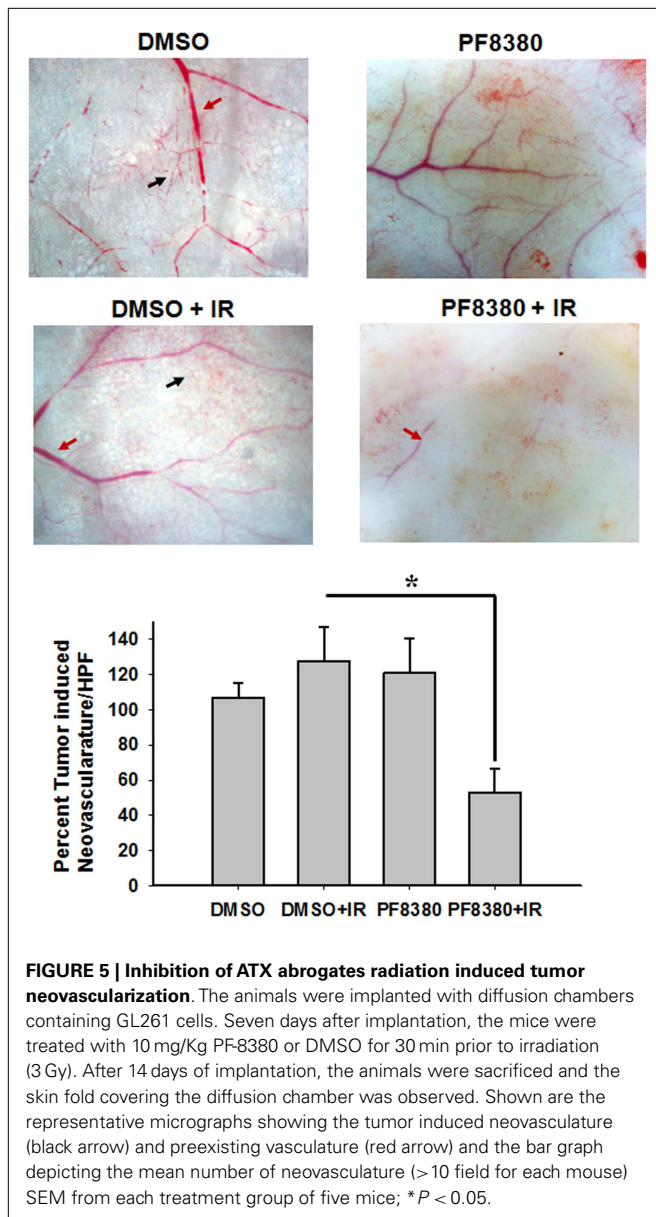 DMSO
PF8380
DMSO + IR
PF8380 + IR
*
Percent Tumor induced
Neovascularature/HPF
140
120
100
80
60
40
20
0
DMSO
DMSO+IR
PF8380
PF8380+IR
FIGURE 5 | Inhibition of ATX abrogates radiation induced tumor
neovascularization. The animals were implanted with diffusion chambers
containing GL261 cells. Seven days after implantation, the mice were
treated with 10 mg/Kg PF-8380 or DMSO for 30 min prior to irradiation
(3 Gy). After 14 days of implantation, the animals were sacrificed and the
skin fold covering the diffusion chamber was observed. Shown are the
representative micrographs showing the tumor induced neovasculature
(black arrow) and preexisting vasculature (red arrow) and the bar graph
depicting the mean number of neovasculature (>10 field for each mouse)
SEM from each treatment group of five mice; *P < 0.05.